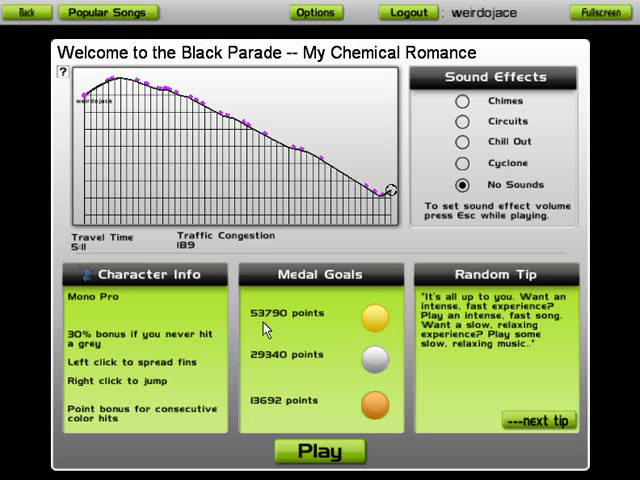 Back
Popular Songs
Options
Logout : weirdojace
Fullscreen
Welcome to the Black Parade -- My Chemical Romance
?
weirdojace
Travel Time
5:11
Traffic Congestion
189
Sound Effects
Chimes
Circuits
Chill Out
Cyclone
No Sounds
To set sound effect volume
press Esc while playing.
Character Info
Mono Pro
30% bonus if you never hit
a grey
Left click to spread fins
Right click to jump
Point bonus for consecutive
color hits
Medal Goals
53790 points
29340 points
13692 points
Random Tip
"It's all up to you. Want an
intense, fast experience?
Play an intense, fast song.
Want a slow, relaxing
experience? Play some
slow, relaxing music.."
---next tip
Play